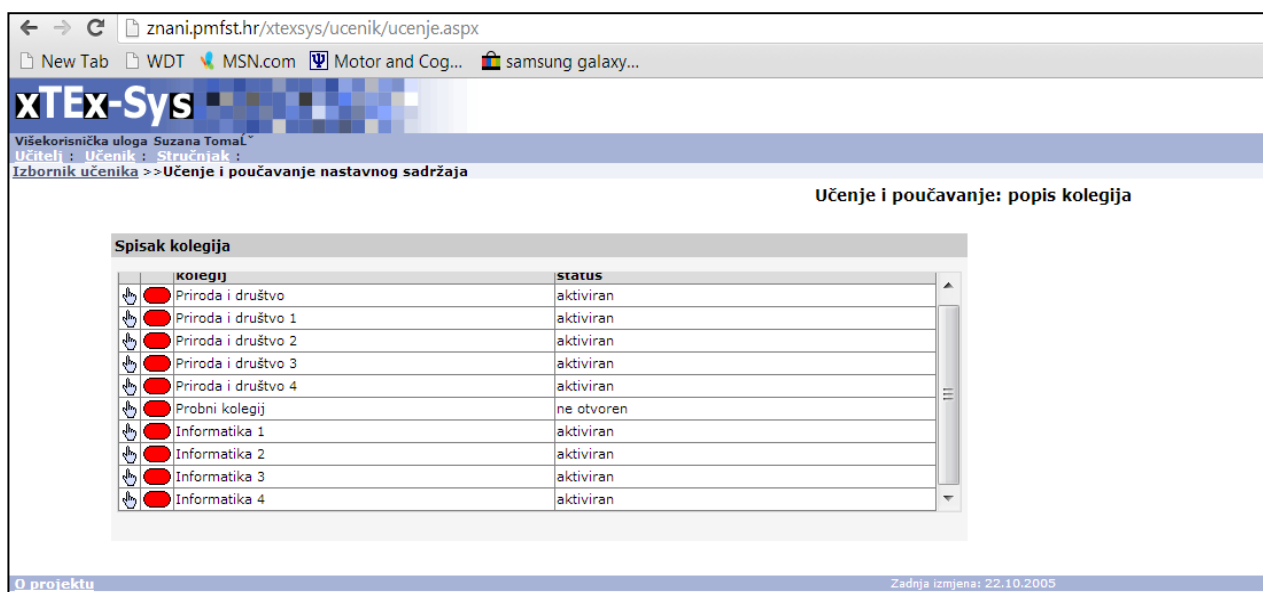 znani.pmfst.hr/xtexsys/ucenik/ucenje.aspx
New Tab WDT MSN.com Motor and Cog... samsung galaxy...
xTEx-Sys
Višekorisnička uloga Suzana TomaĹˇ
Učitelj : Učenik : Stručnjak :
Izbornik učenika >>Učenje i poučavanje nastavnog sadržaja
Učenje i poučavanje: popis kolegija
Spisak kolegija
kolegij status
Priroda i društvo aktiviran
Priroda i društvo 1 aktiviran
Priroda i društvo 2 aktiviran
Priroda i društvo 3 aktiviran
Priroda i društvo 4 aktiviran
Probni kolegij ne otvoren
Informatika 1 aktiviran
Informatika 2 aktiviran
Informatika 3 aktiviran
Informatika 4 aktiviran
O projektu Zadnja izmjena: 22.10.2005